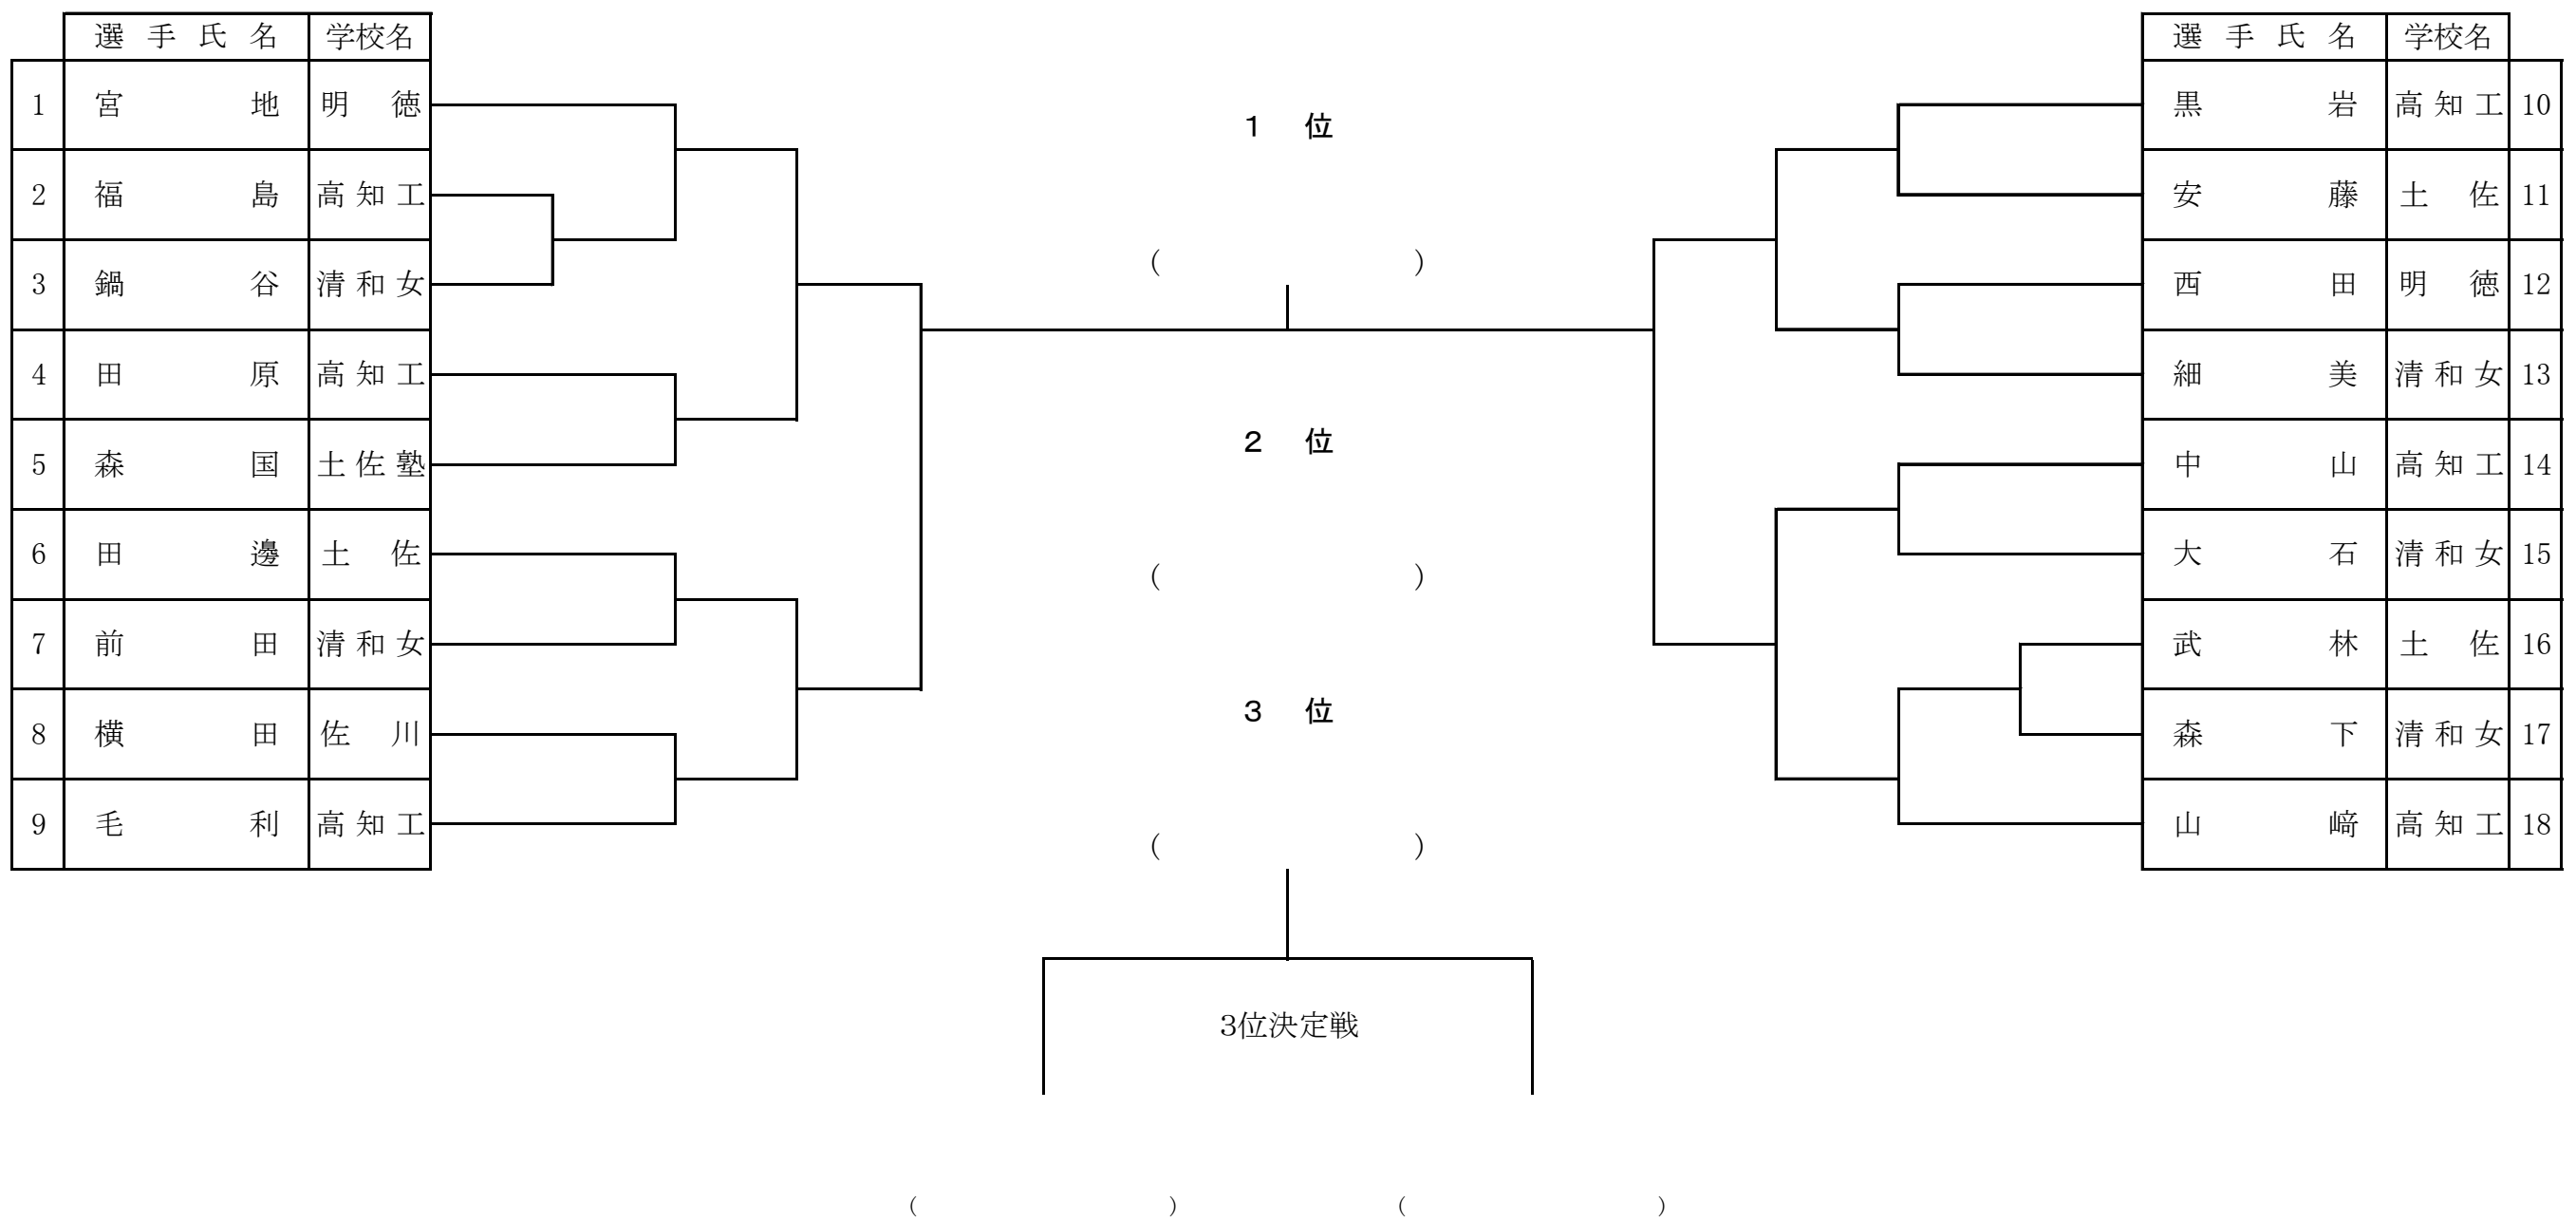 選手氏名 学校名
1 宮地 明徳
2 福島 高知工
3 鍋谷 清和女
4 田原 高知工
5 森国 土佐塾
6 田邊 土佐
7 前田 清和女
8 横田 佐川
9 毛利 高知工
1 位
( )
2 位
( )
3 位
( )
3位決定戦
( ) ( )
選手氏名 学校名
黒岩 高知工 10
安藤 土佐 11
西田 明徳 12
細美 清和女 13
中山 高知工 14
大石 清和女 15
武林 土佐 16
森下 清和女 17
山﨑 高知工 18